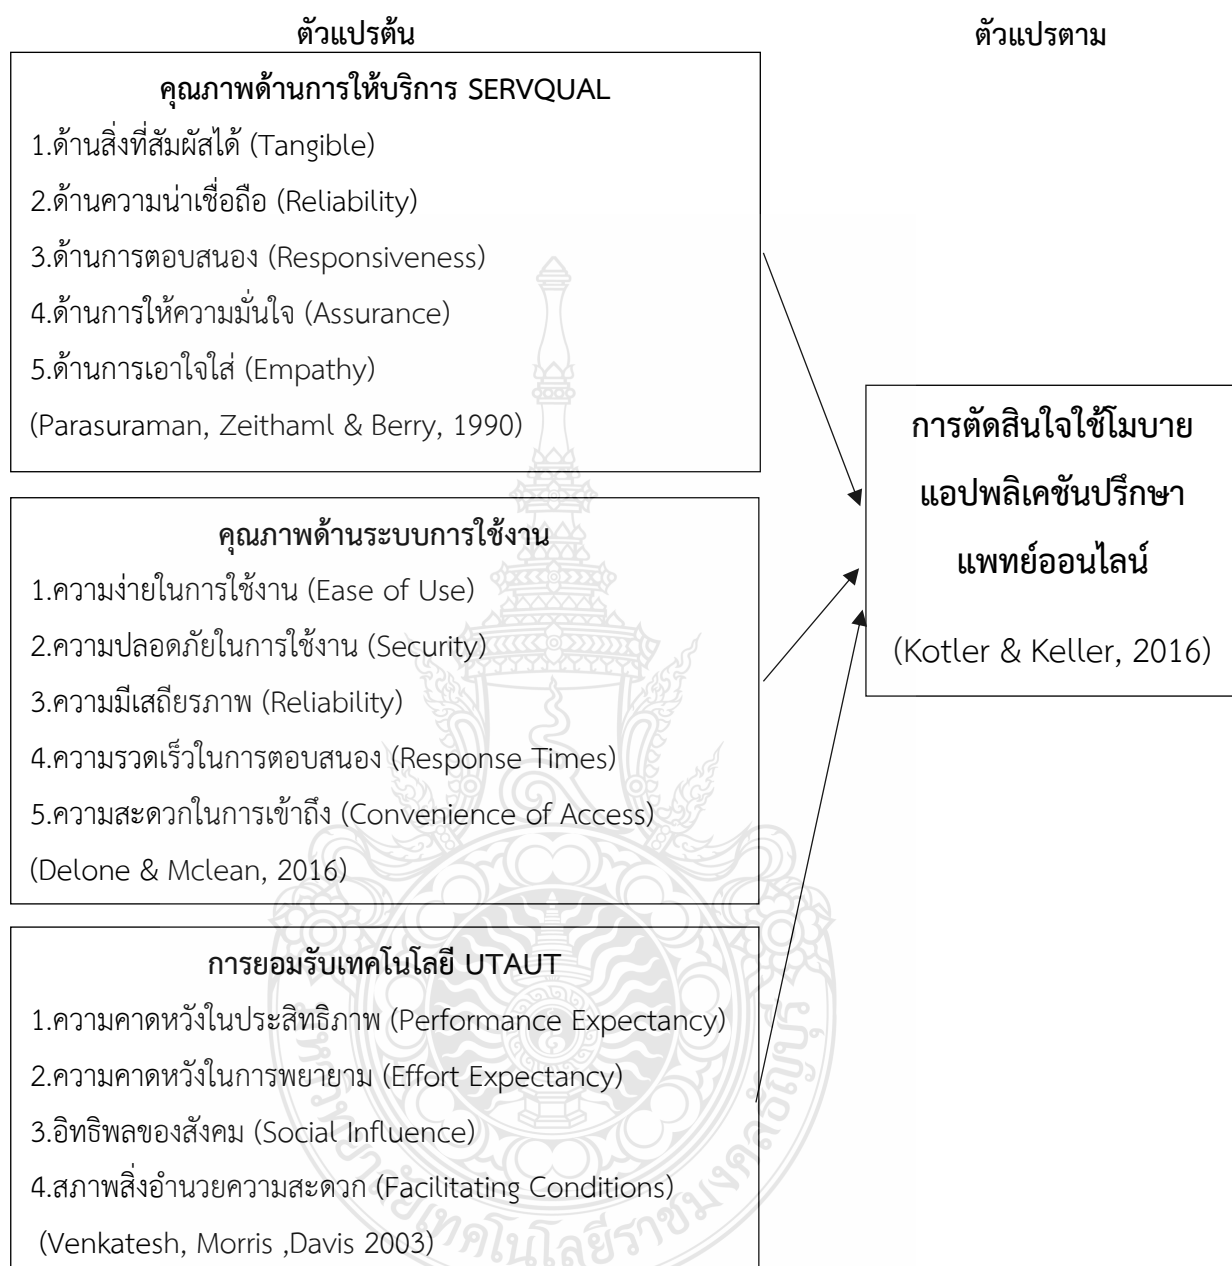 ตัวแปรต้น
ตัวแปรตาม
คุณภาพด้านการให้บริการ SERVQUAL
1.ด้านสิ่งที่สัมผัสได้ (Tangible)
2.ด้านความน่าเชื่อถือ (Reliability)
3.ด้านการตอบสนอง (Responsiveness)
4.ด้านการให้ความมั่นใจ (Assurance)
5.ด้านการเอาใจใส่ (Empathy)
(Parasuraman, Zeithaml & Berry, 1990)
คุณภาพด้านระบบการใช้งาน
1.ความง่ายในการใช้งาน (Ease of Use)
2.ความปลอดภัยในการใช้งาน (Security)
3.ความมีเสถียรภาพ (Reliability)
4.ความรวดเร็วในการตอบสนอง (Response Times)
5.ความสะดวกในการเข้าถึง (Convenience of Access)
(Delone & Mclean, 2016)
การยอมรับเทคโนโลยี UTAUT
1.ความคาดหวังในประสิทธิภาพ (Performance Expectancy)
2.ความคาดหวังในการพยายาม (Effort Expectancy)
3.อิทธิพลของสังคม (Social Influence)
4.สภาพสิ่งอำนวยความสะดวก (Facilitating Conditions)
(Venkatesh, Morris ,Davis 2003)
การตัดสินใจใช้โมบาย
แอปพลิเคชันปรึกษา
แพทย์ออนไลน์
(Kotler & Keller, 2016)